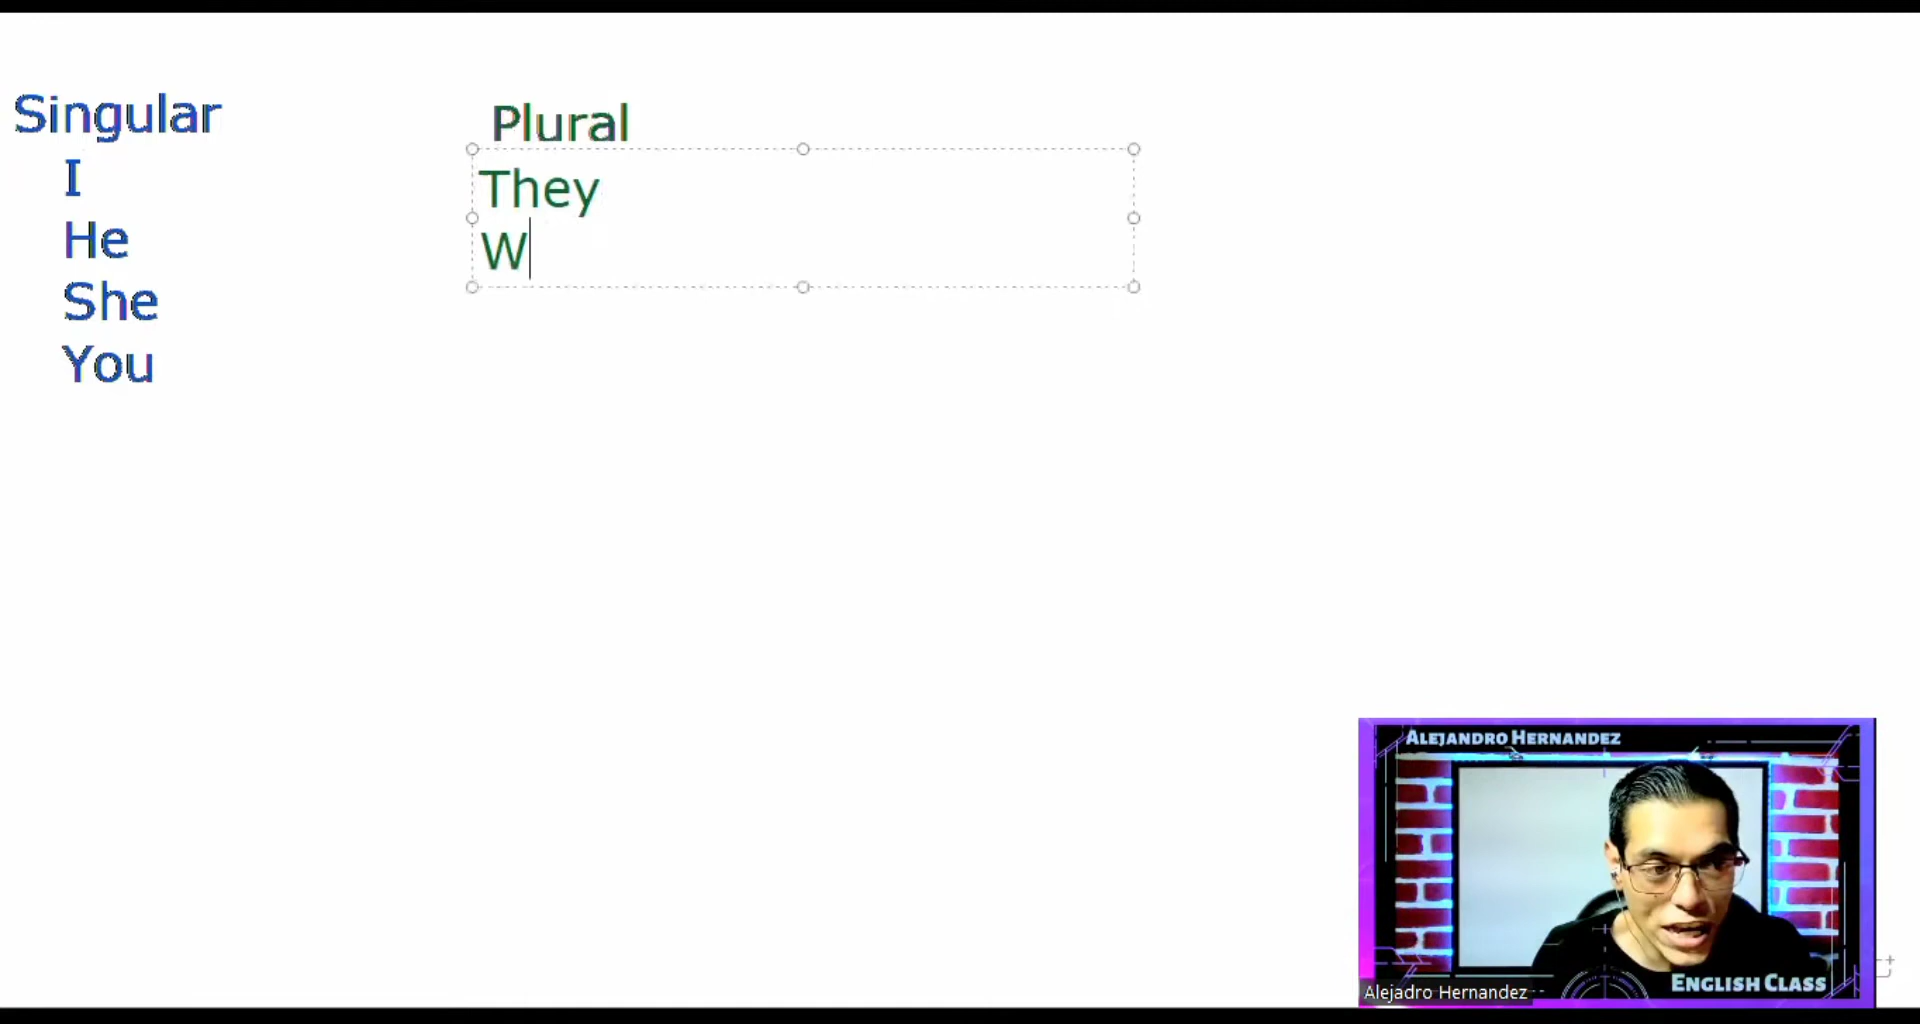 Singular
I
He
She
You
Plural
They
W
ALEJANDRO HERNANDEZ
ENGLISH CLASS
Alejadro Hernandez